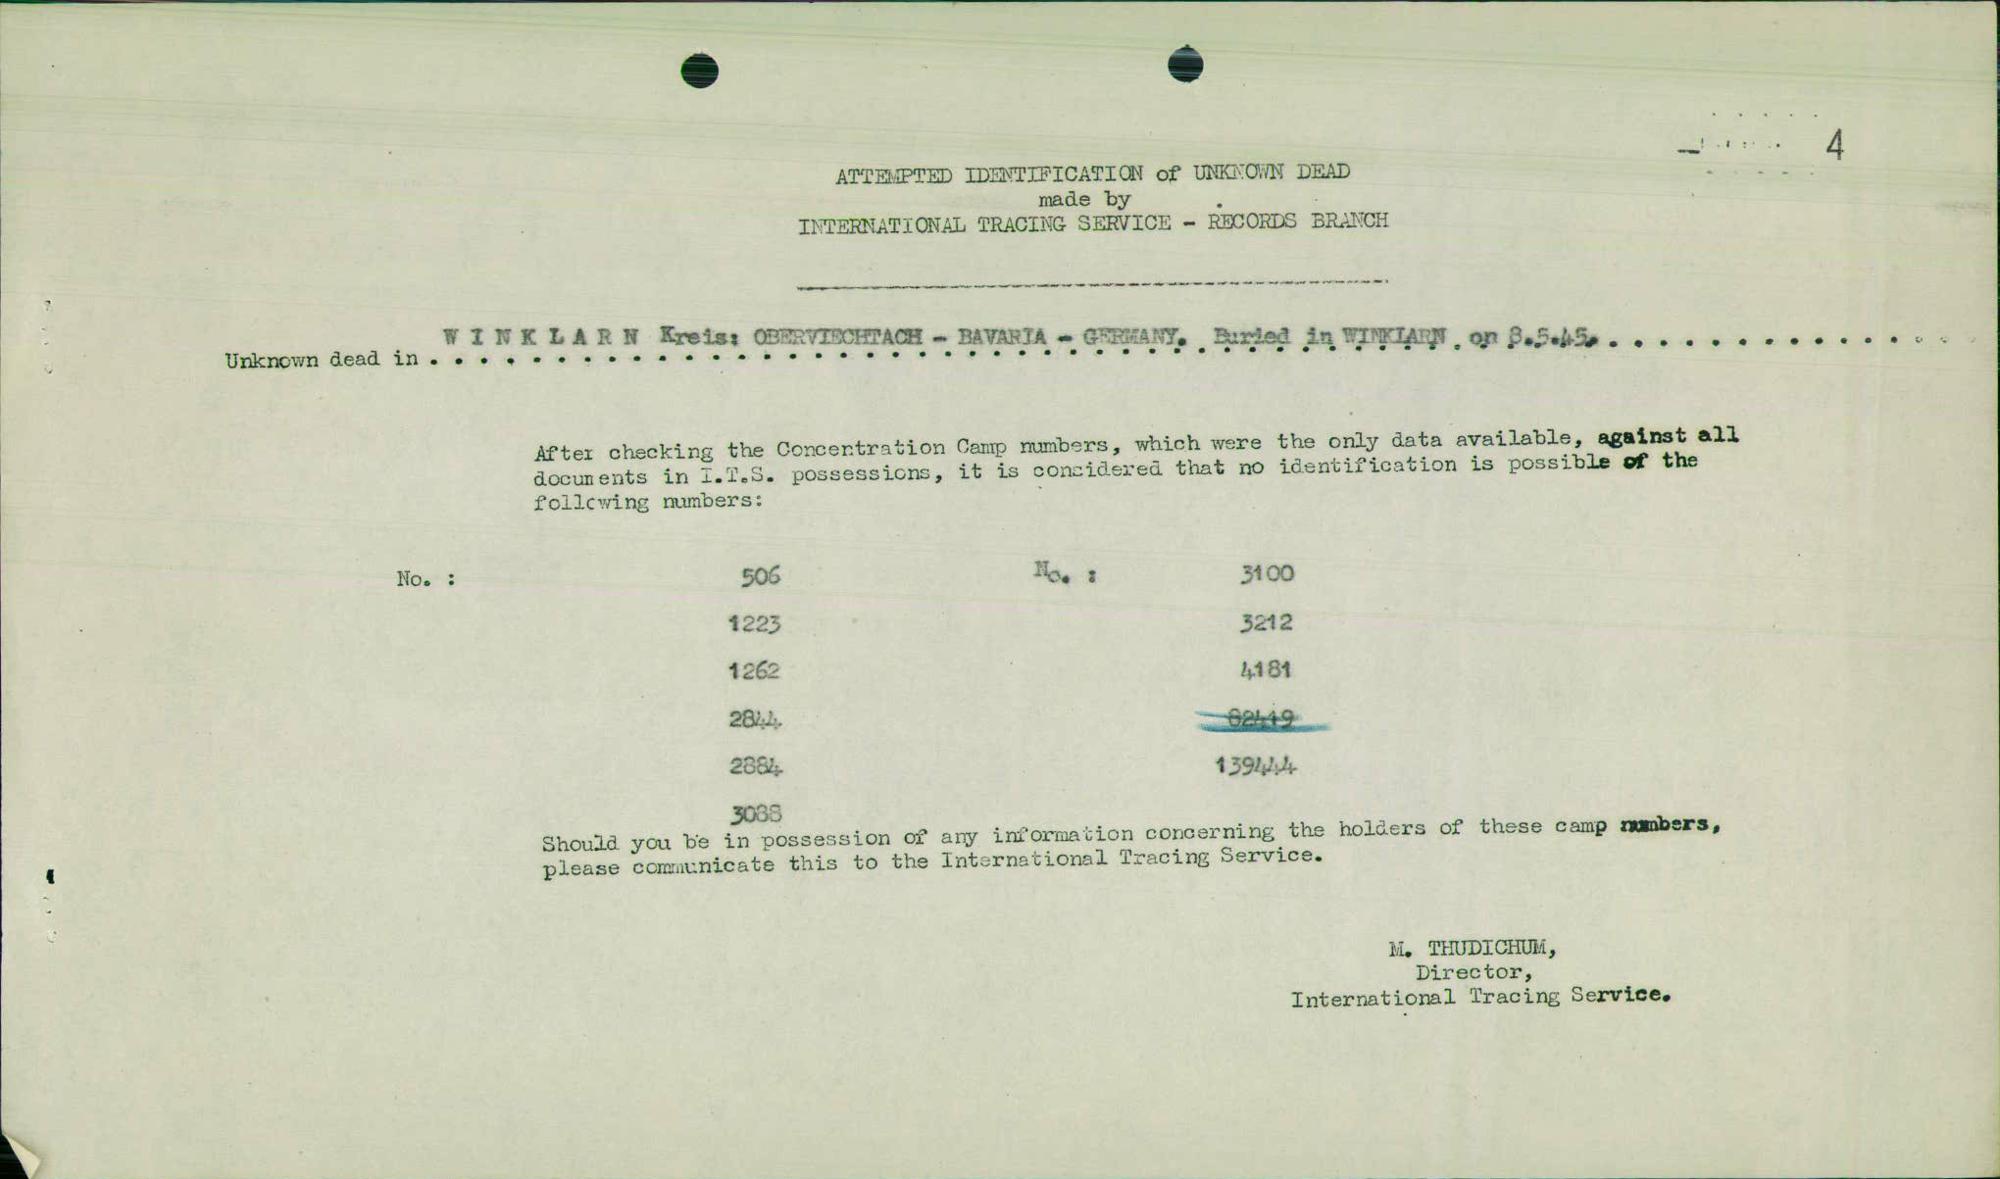 4
ATTEMPTED IDENTIFICATION of UNKNOWN DEAD
made by
INTERNATIONAL TRACING SERVICE - RECORDS BRANCH
Unknown dead in W I N K L A R N Kreis: OBERVIECHTACH - BAVARIA - GERMANY. Buried in WINKLARN on 8.5.45.
After checking the Concentration Camp numbers, which were the only data available, against all
documents in I.T.S. possessions, it is considered that no identification is possible of the
following numbers:
No. : 506 No. : 3100
1223 3212
1262 4181
2844 82419
2884 139444
3088
Should you be in possession of any information concerning the holders of these camp numbers,
please communicate this to the International Tracing Service.
M. THUDICHUM,
Director,
International Tracing Service.